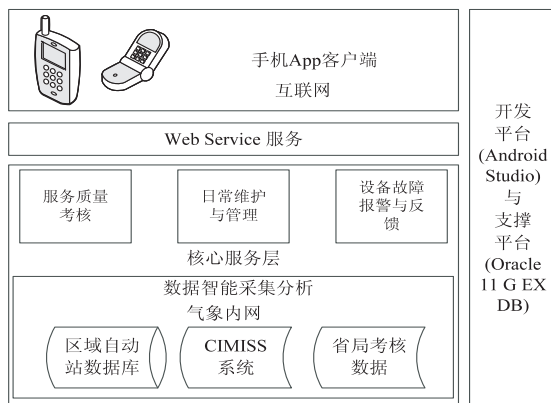 手机App客户端
互联网
Web Service 服务
服务质量
考核
日常维护
与管理
设备故障
报警与反
馈
核心服务层
数据智能采集分析
气象内网
区域自动
站数据库
CIMISS
系统
省局考核
数据
开发
平台
(Android
Studio)
与
支撑
平台
(Oracle
11 G EX
DB)